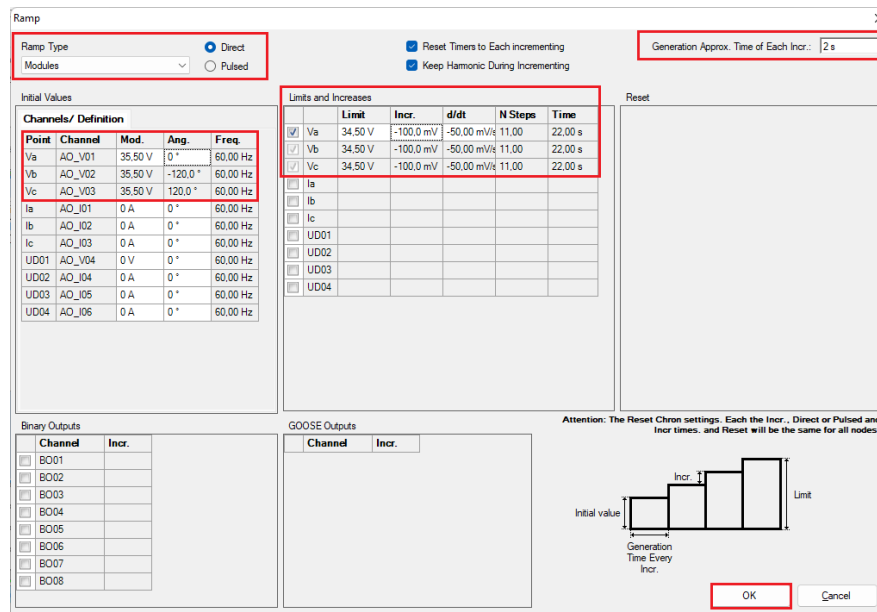 Ramp
Ramp Type
Direct
Modules
Pulsed
Reset Timers to Each incrementing
Keep Harmonic During Incrementing
Generation Approx. Time of Each Incr.: 2 s
Initial Values
Channels/ Definition
Point Channel Mod. Ang. Freq.
Va AO_V01 35,50 V 0 ° 60,00 Hz
Vb AO_V02 35,50 V -120,0 ° 60,00 Hz
Vc AO_V03 35,50 V 120,0 ° 60,00 Hz
Ia AO_I01 0 A 0 ° 60,00 Hz
Ib AO_I02 0 A 0 ° 60,00 Hz
Ic AO_I03 0 A 0 ° 60,00 Hz
UD01 AO_V04 0 V 0 ° 60,00 Hz
UD02 AO_I04 0 A 0 ° 60,00 Hz
UD03 AO_I05 0 A 0 ° 60,00 Hz
UD04 AO_I06 0 A 0 ° 60,00 Hz
Limits and Increases
Limit Incr. d/dt N Steps Time
Va 34,50 V -100,0 mV -50,00 mV/s 11,00 22,00 s
Vb 34,50 V -100,0 mV -50,00 mV/s 11,00 22,00 s
Vc 34,50 V -100,0 mV -50,00 mV/s 11,00 22,00 s
Ia
Ib
Ic
UD01
UD02
UD03
UD04
Reset
Binary Outputs
Channel Incr.
BO01
BO02
BO03
BO04
BO05
BO06
BO07
BO08
GOOSE Outputs
Channel Incr.
Attention: The Reset Chron settings. Each the Incr., Direct or Pulsed and
Incr times. and Reset will be the same for all nodes
Incr.
Limit
Initial value
Generation
Time Every
Incr.
OK
Cancel